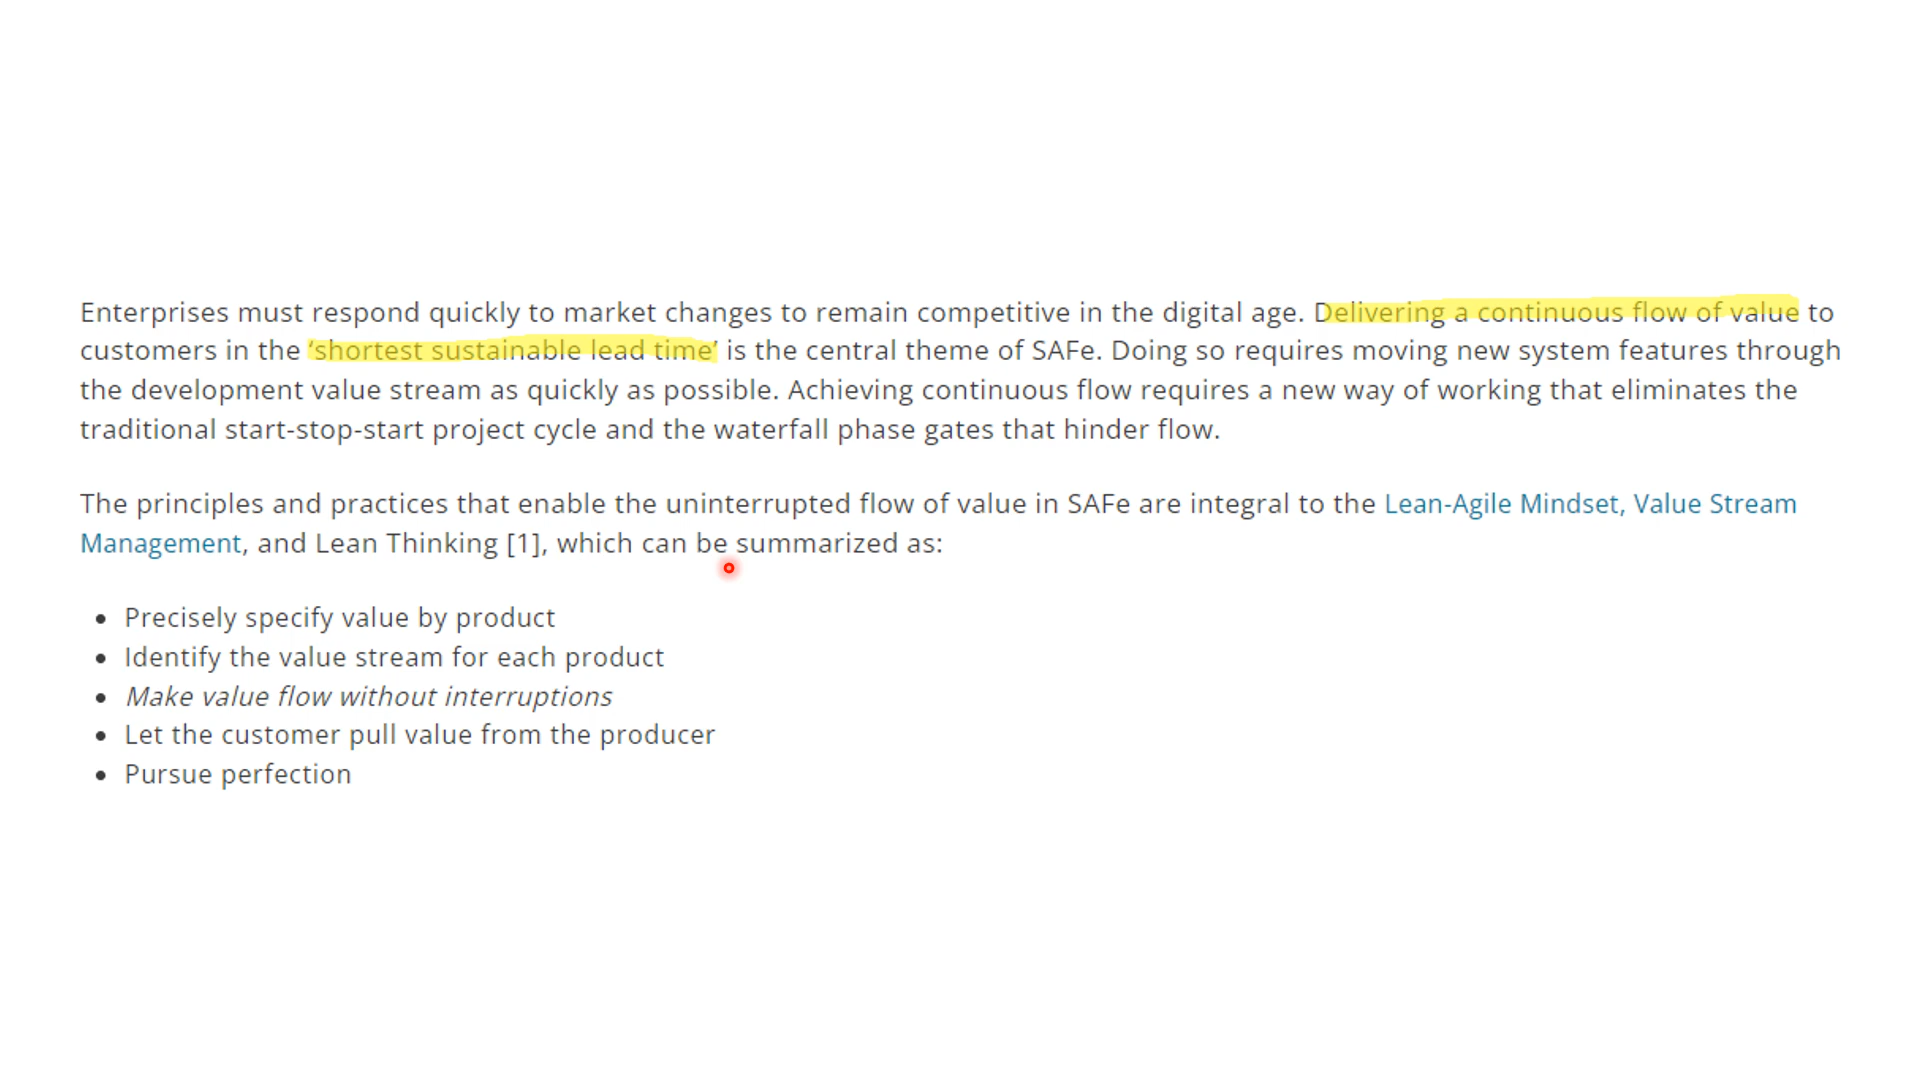 Enterprises must respond quickly to market changes to remain competitive in the digital age. Delivering a continuous flow of value to
customers in the ‘shortest sustainable lead time’ is the central theme of SAFe. Doing so requires moving new system features through
the development value stream as quickly as possible. Achieving continuous flow requires a new way of working that eliminates the
traditional start-stop-start project cycle and the waterfall phase gates that hinder flow.
The principles and practices that enable the uninterrupted flow of value in SAFe are integral to the Lean-Agile Mindset, Value Stream
Management, and Lean Thinking [1], which can be summarized as:
• Precisely specify value by product
• Identify the value stream for each product
• Make value flow without interruptions
• Let the customer pull value from the producer
• Pursue perfection